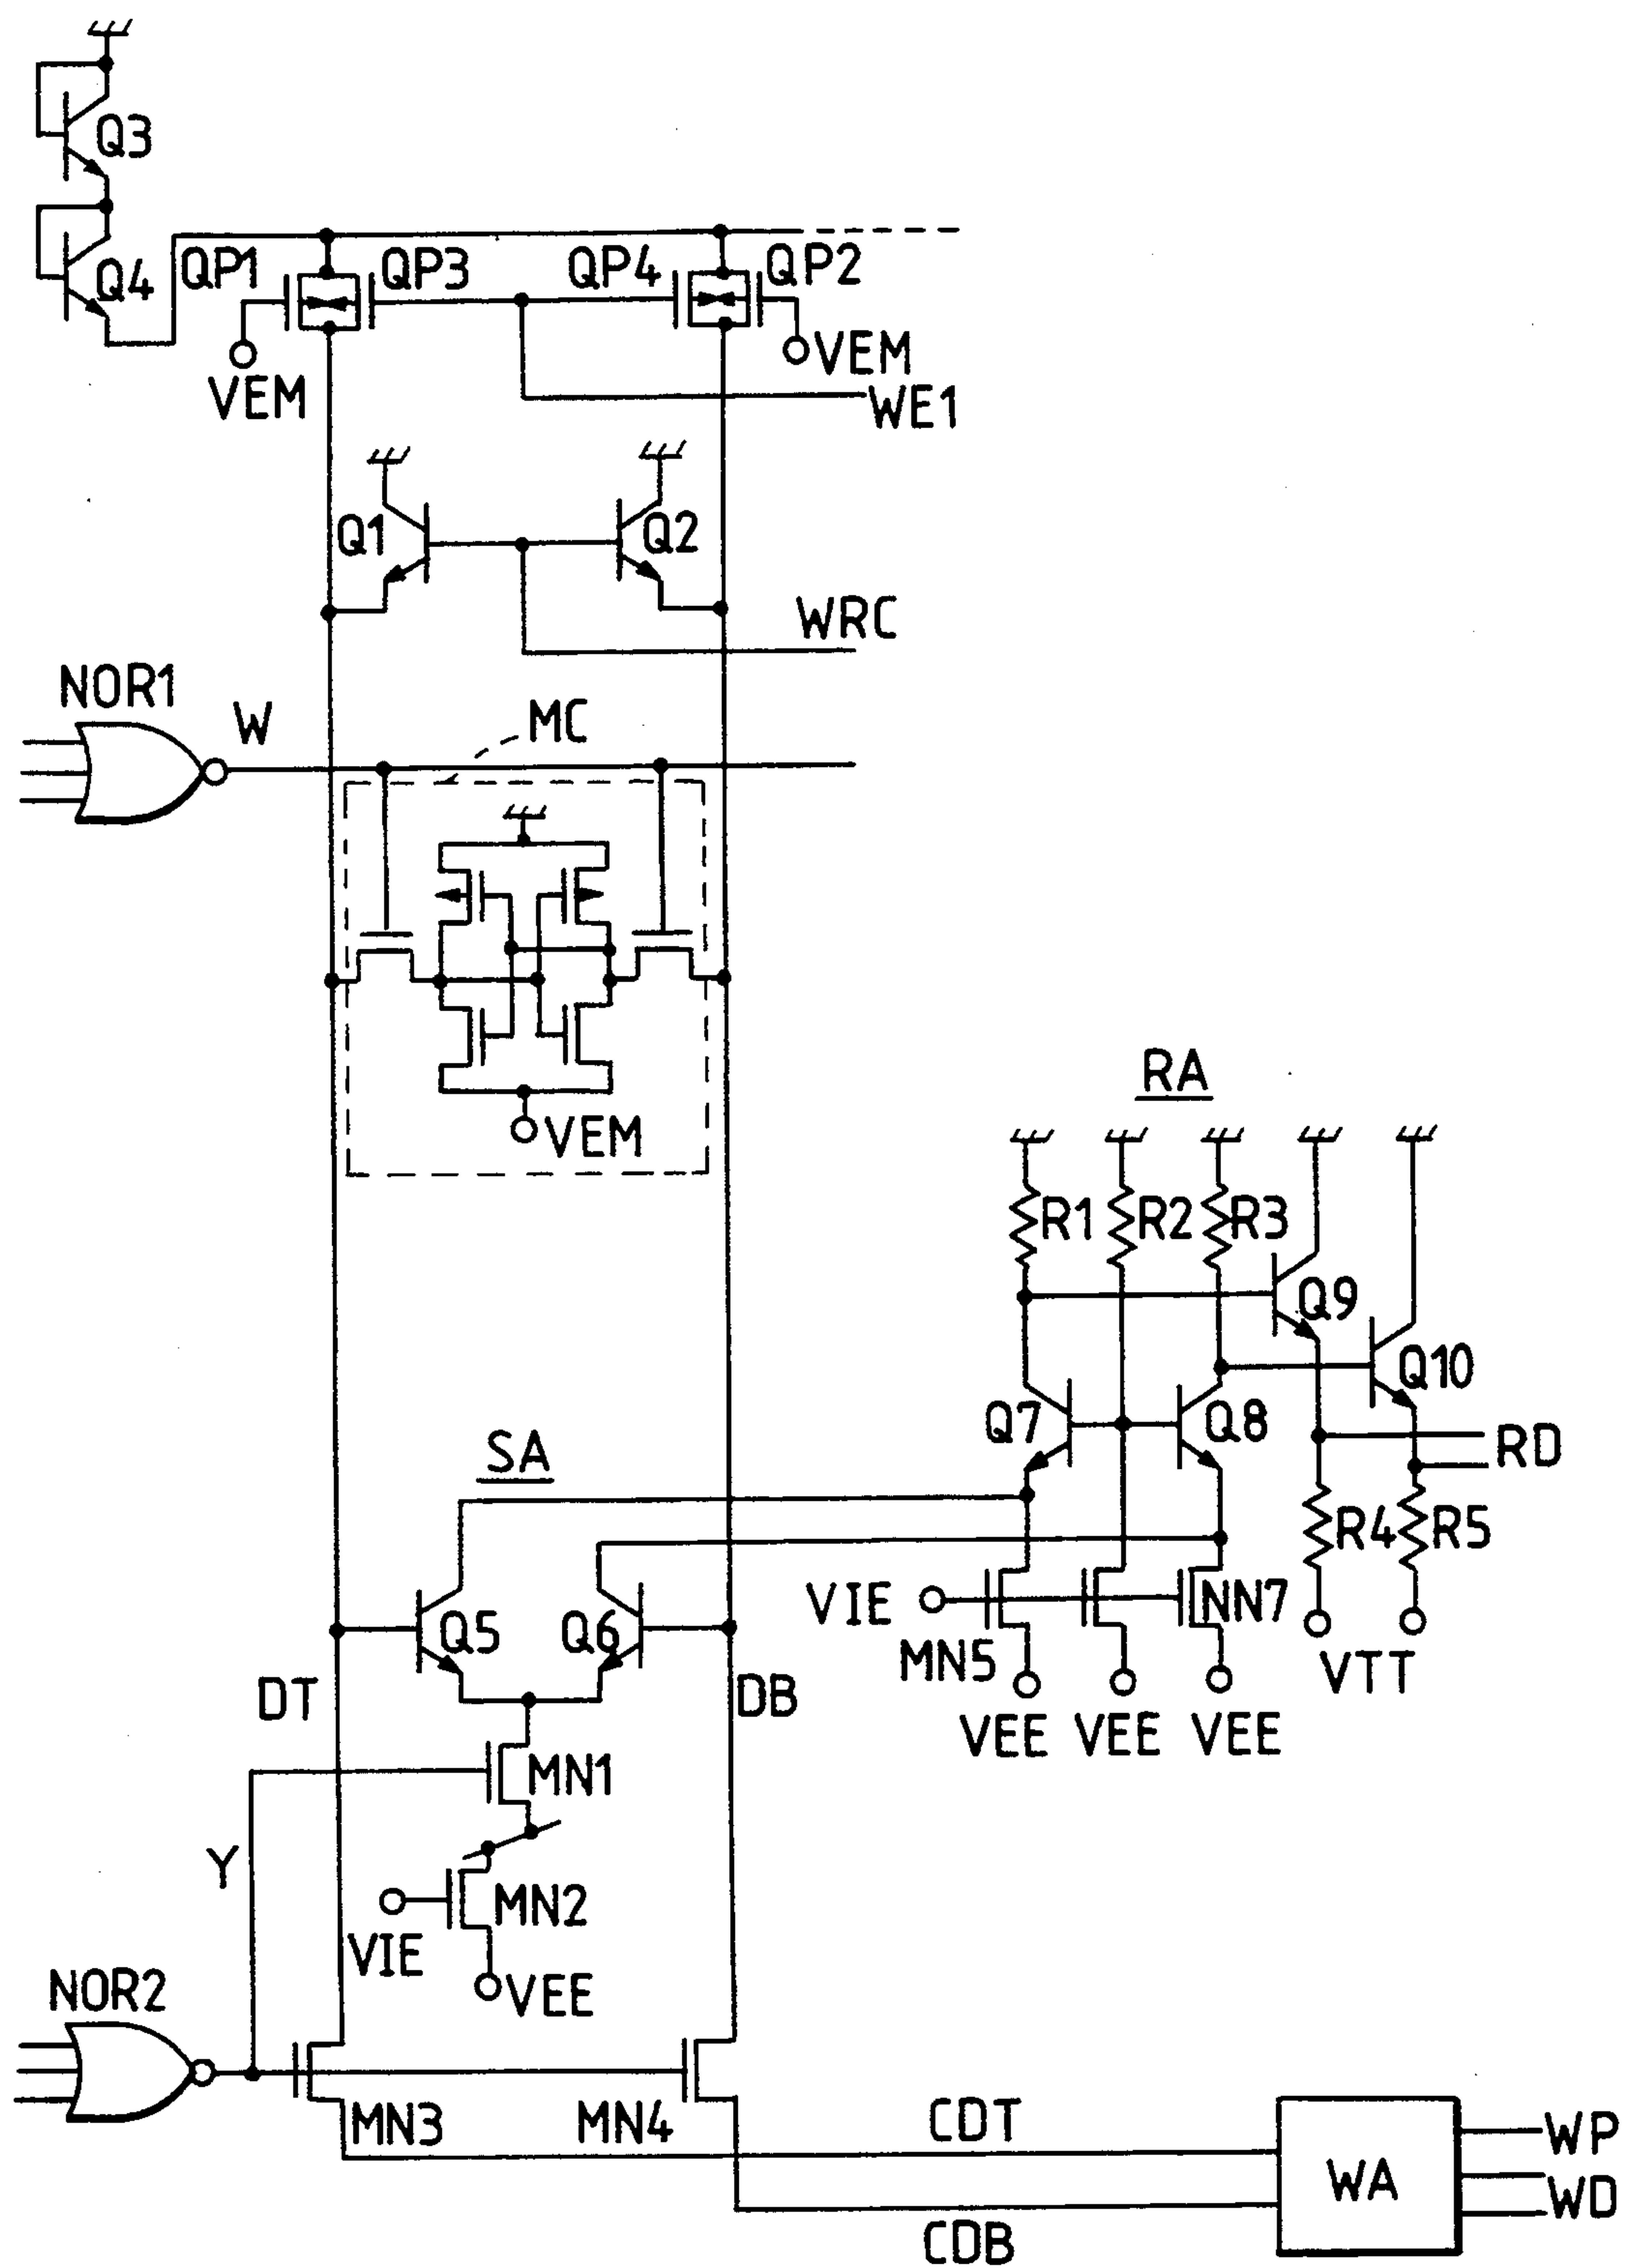 Q3
Q4
QP1
QP3
QP4
QP2
VEM
VEM
WE1
Q1
Q2
WRC
NOR1
W
MC
VEM
RA
R1
R2
R3
Q9
Q10
Q7
Q8
RD
SA
R4
R5
VIE
NN7
Q5
Q6
MN5
VTT
DT
DB
VEE
VEE
VEE
MN1
Y
MN2
VIE
VEE
NOR2
MN3
MN4
CDT
WP
WA
WD
CDB